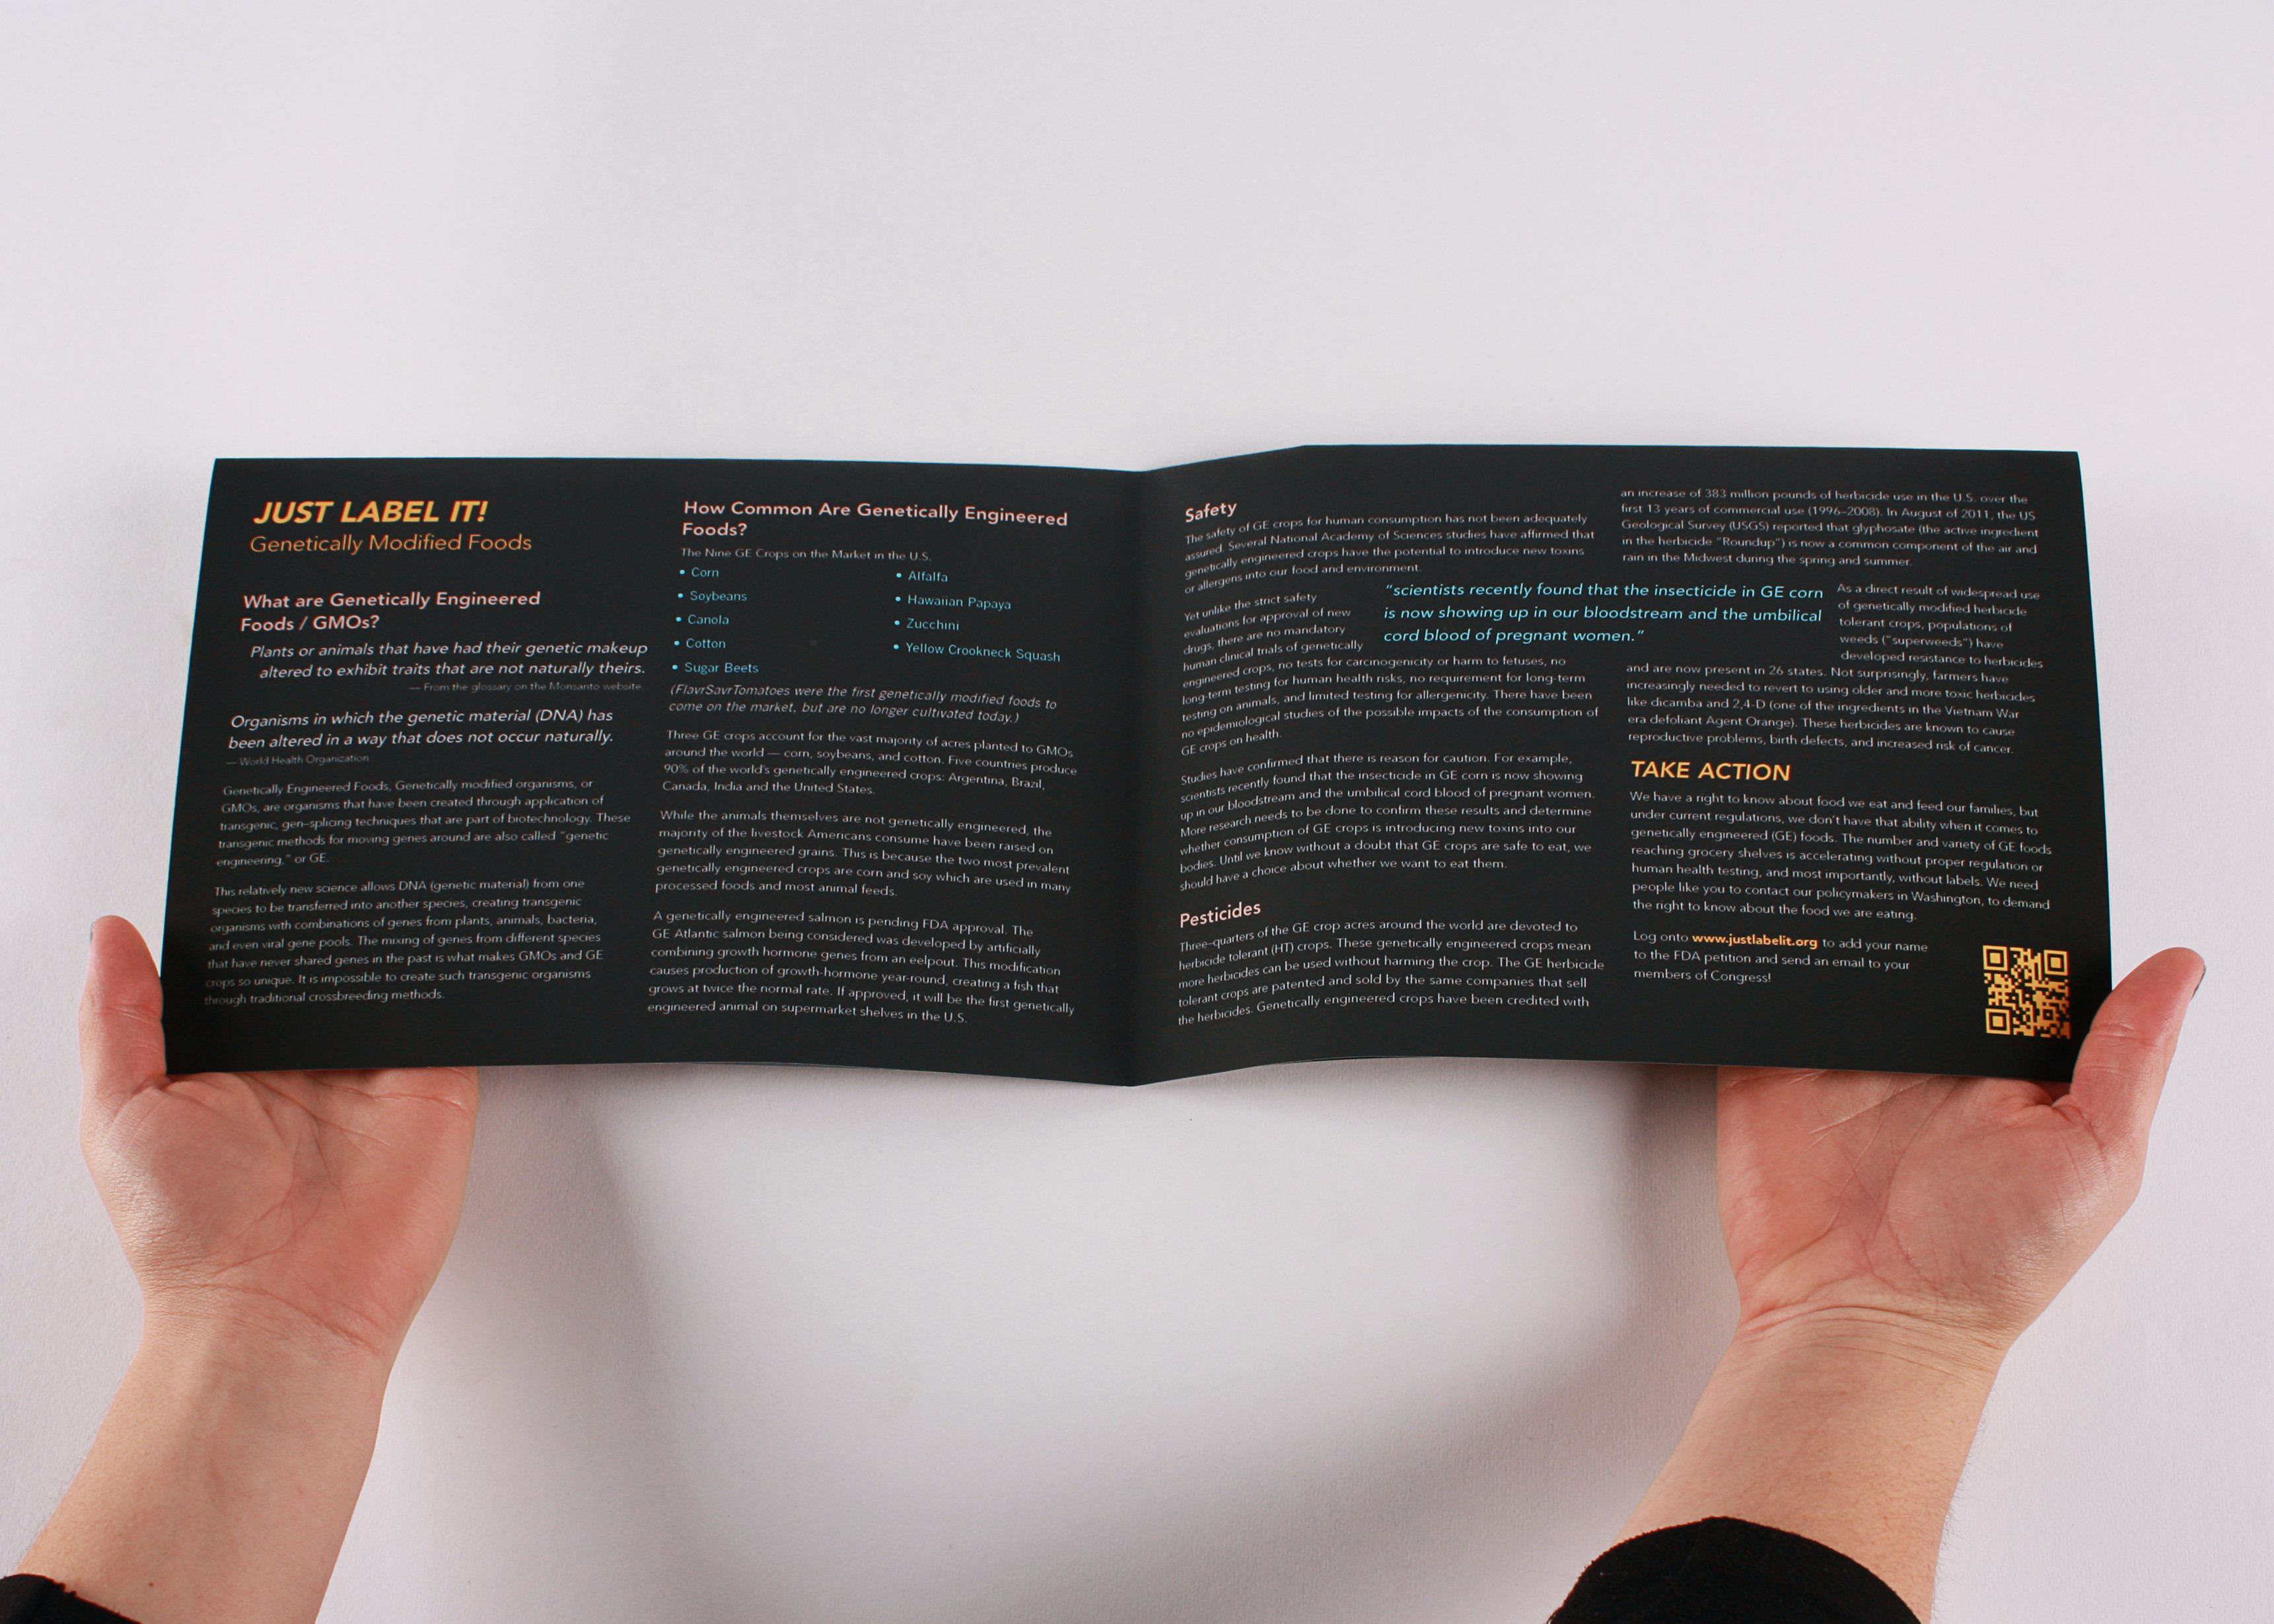 JUST LABEL IT!
Genetically Modified Foods
What are Genetically Engineered
Foods / GMOs?
Plants or animals that have had their genetic makeup
altered to exhibit traits that are not naturally theirs.
— From the glossary on the Monsanto website.
Organisms in which the genetic material (DNA) has
been altered in a way that does not occur naturally.
— World Health Organization
Genetically Engineered Foods, Genetically modified organisms, or
GMOs, are organisms that have been created through application of
transgenic, gen-splicing techniques that are part of biotechnology. These
transgenic methods for moving genes around are also called "genetic
engineering," or GE.
This relatively new science allows DNA (genetic material) from one
species to be transferred into another species, creating transgenic
organisms with combinations of genes from plants, animals, bacteria,
and even viral gene pools. The mixing of genes from different species
that have never shared genes in the past is what makes GMOs and GE
crops so unique. It is impossible to create such transgenic organisms
through traditional crossbreeding methods.
How Common Are Genetically Engineered
Foods?
The Nine GE Crops on the Market in the U.S.
• Corn
• Soybeans
• Canola
• Cotton
• Sugar Beets
• Alfalfa
• Hawaiian Papaya
• Zucchini
• Yellow Crookneck Squash
(FlavrSavr Tomatoes were the first genetically modified foods to
come on the market, but are no longer cultivated today.)
Three GE crops account for the vast majority of acres planted to GMOs
around the world — corn, soybeans, and cotton. Five countries produce
90% of the world's genetically engineered crops: Argentina, Brazil,
Canada, India and the United States.
While the animals themselves are not genetically engineered, the
majority of the livestock Americans consume have been raised on
genetically engineered grains. This is because the two most prevalent
genetically engineered crops are corn and soy which are used in many
processed foods and most animal feeds.
A genetically engineered salmon is pending FDA approval. The
GE Atlantic salmon being considered was developed by artificially
combining growth hormone genes from an eelpout. This modification
causes production of growth-hormone year-round, creating a fish that
grows at twice the normal rate. If approved, it will be the first genetically
engineered animal on supermarket shelves in the U.S.
Safety
The safety of GE crops for human consumption has not been adequately
assured. Several National Academy of Sciences studies have affirmed that
genetically engineered crops have the potential to introduce new toxins
or allergens into our food and environment.
Yet unlike the strict safety
evaluations for approval of new
drugs, there are no mandatory
human clinical trials of genetically
engineered crops, no tests for carcinogenicity or harm to fetuses, no
long-term testing for human health risks, no requirement for long-term
testing on animals, and limited testing for allergenicity. There have been
no epidemiological studies of the possible impacts of the consumption of
GE crops on health.
"scientists recently found that the insecticide in GE corn
is now showing up in our bloodstream and the umbilical
cord blood of pregnant women."
Studies have confirmed that there is reason for caution. For example,
scientists recently found that the insecticide in GE corn is now showing
up in our bloodstream and the umbilical cord blood of pregnant women.
More research needs to be done to confirm these results and determine
whether consumption of GE crops is introducing new toxins into our
bodies. Until we know without a doubt that GE crops are safe to eat, we
should have a choice about whether we want to eat them.
Pesticides
Three-quarters of the GE crop acres around the world are devoted to
herbicide tolerant (HT) crops. These genetically engineered crops mean
more herbicides can be used without harming the crop. The GE herbicide
tolerant crops are patented and sold by the same companies that sell
the herbicides. Genetically engineered crops have been credited with
an increase of 383 million pounds of herbicide use in the U.S. over the
first 13 years of commercial use (1996–2008). In August of 2011, the US
Geological Survey (USGS) reported that glyphosate (the active ingredient
in the herbicide "Roundup") is now a common component of the air and
rain in the Midwest during the spring and summer.
As a direct result of widespread use
of genetically modified herbicide
tolerant crops, populations of
weeds ("superweeds") have
developed resistance to herbicides
and are now present in 26 states. Not surprisingly, farmers have
increasingly needed to revert to using older and more toxic herbicides
like dicamba and 2,4-D (one of the ingredients in the Vietnam War
era defoliant Agent Orange). These herbicides are known to cause
reproductive problems, birth defects, and increased risk of cancer.
TAKE ACTION
We have a right to know about food we eat and feed our families, but
under current regulations, we don't have that ability when it comes to
genetically engineered (GE) foods. The number and variety of GE foods
reaching grocery shelves is accelerating without proper regulation or
human health testing, and most importantly, without labels. We need
people like you to contact our policymakers in Washington, to demand
the right to know about the food we are eating.
Log onto www.justlabelit.org to add your name
to the FDA petition and send an email to your
members of Congress!